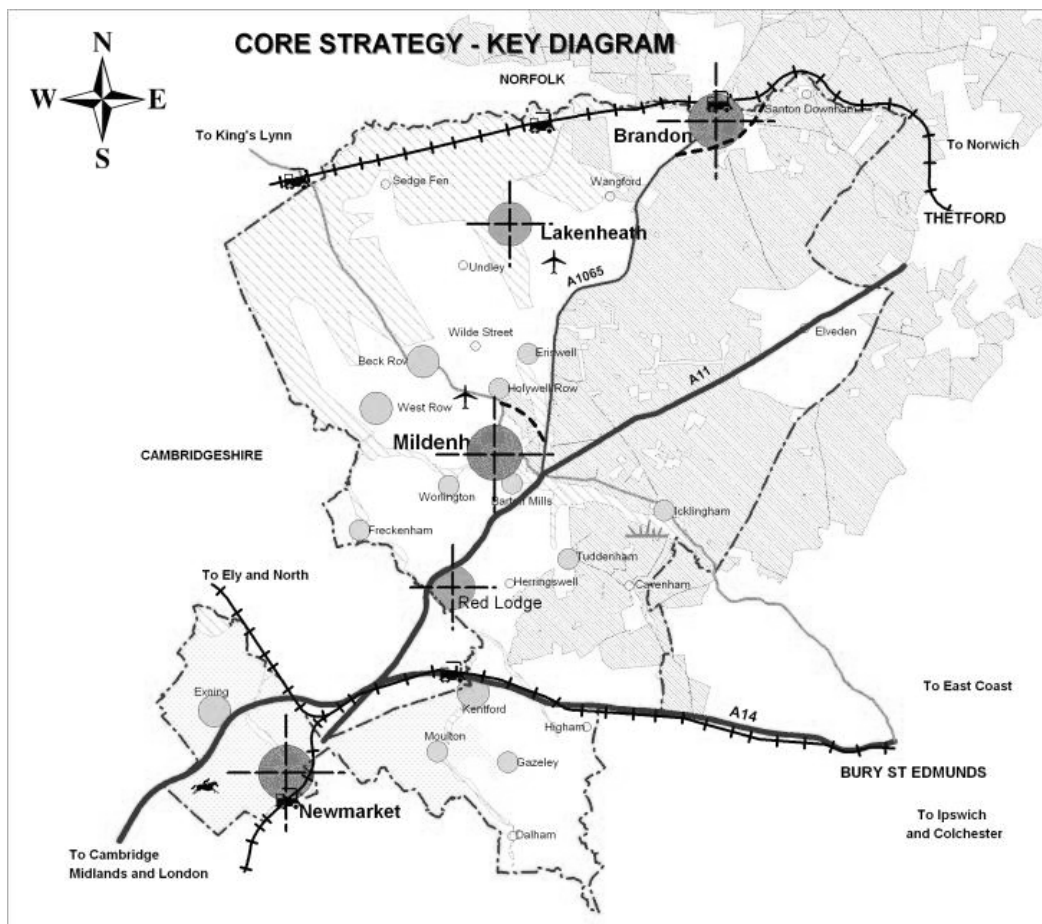 CORE STRATEGY - KEY DIAGRAM
N
W E
S
NORFOLK
To King's Lynn
Santon Downham
Brandon
To Norwich
Sedge Fen
Wangford
THETFORD
Lakenheath
Undley
A1065
Elveden
Wilde Street
Eriswell
Beck Row
A11
Holywell Row
West Row
Mildenh
CAMBRIDGESHIRE
Worlington
Barton Mills
Icklingham
Freckenham
Tuddenham
To Ely and North
Herringswell
Cavenham
Red Lodge
To East Coast
Exning
Kentford
A14
Higham
Moulton
Gazeley
BURY ST EDMUNDS
Newmarket
To Ipswich
and Colchester
Dalham
To Cambridge
Midlands and London